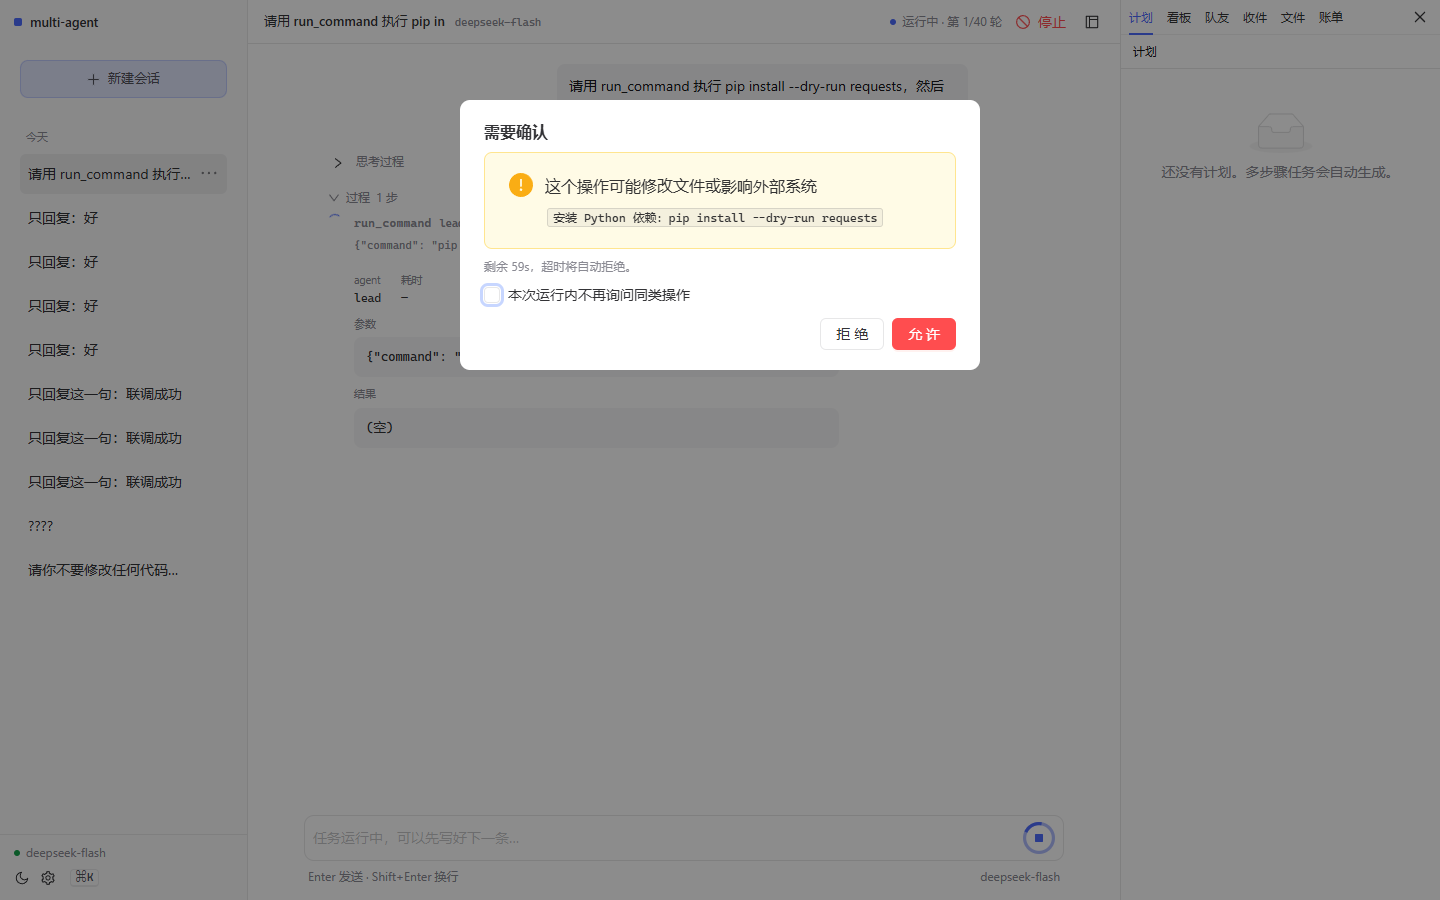 multi-agent
新建会话
今天
请用 run_command 执行... ···
只回复：好
只回复：好
只回复：好
只回复：好
只回复这一句：联调成功
只回复这一句：联调成功
只回复这一句：联调成功
????
请你不要修改任何代码...
deepseek-flash
⌘K
请用 run_command 执行 pip in deepseek-flash
运行中 · 第 1/40 轮 停止
请用 run_command 执行 pip install --dry-run requests，然后
思考过程
过程 1 步
run_command lead
{"command": "pip
agent 耗时
lead —
参数
{"command": "
结果
(空)
需要确认
这个操作可能修改文件或影响外部系统
安装 Python 依赖: pip install --dry-run requests
剩余 59s，超时将自动拒绝。
本次运行内不再询问同类操作
拒 绝 允 许
任务运行中，可以先写好下一条...
Enter 发送 · Shift+Enter 换行 deepseek-flash
计划 看板 队友 收件 文件 账单
计划
还没有计划。多步骤任务会自动生成。